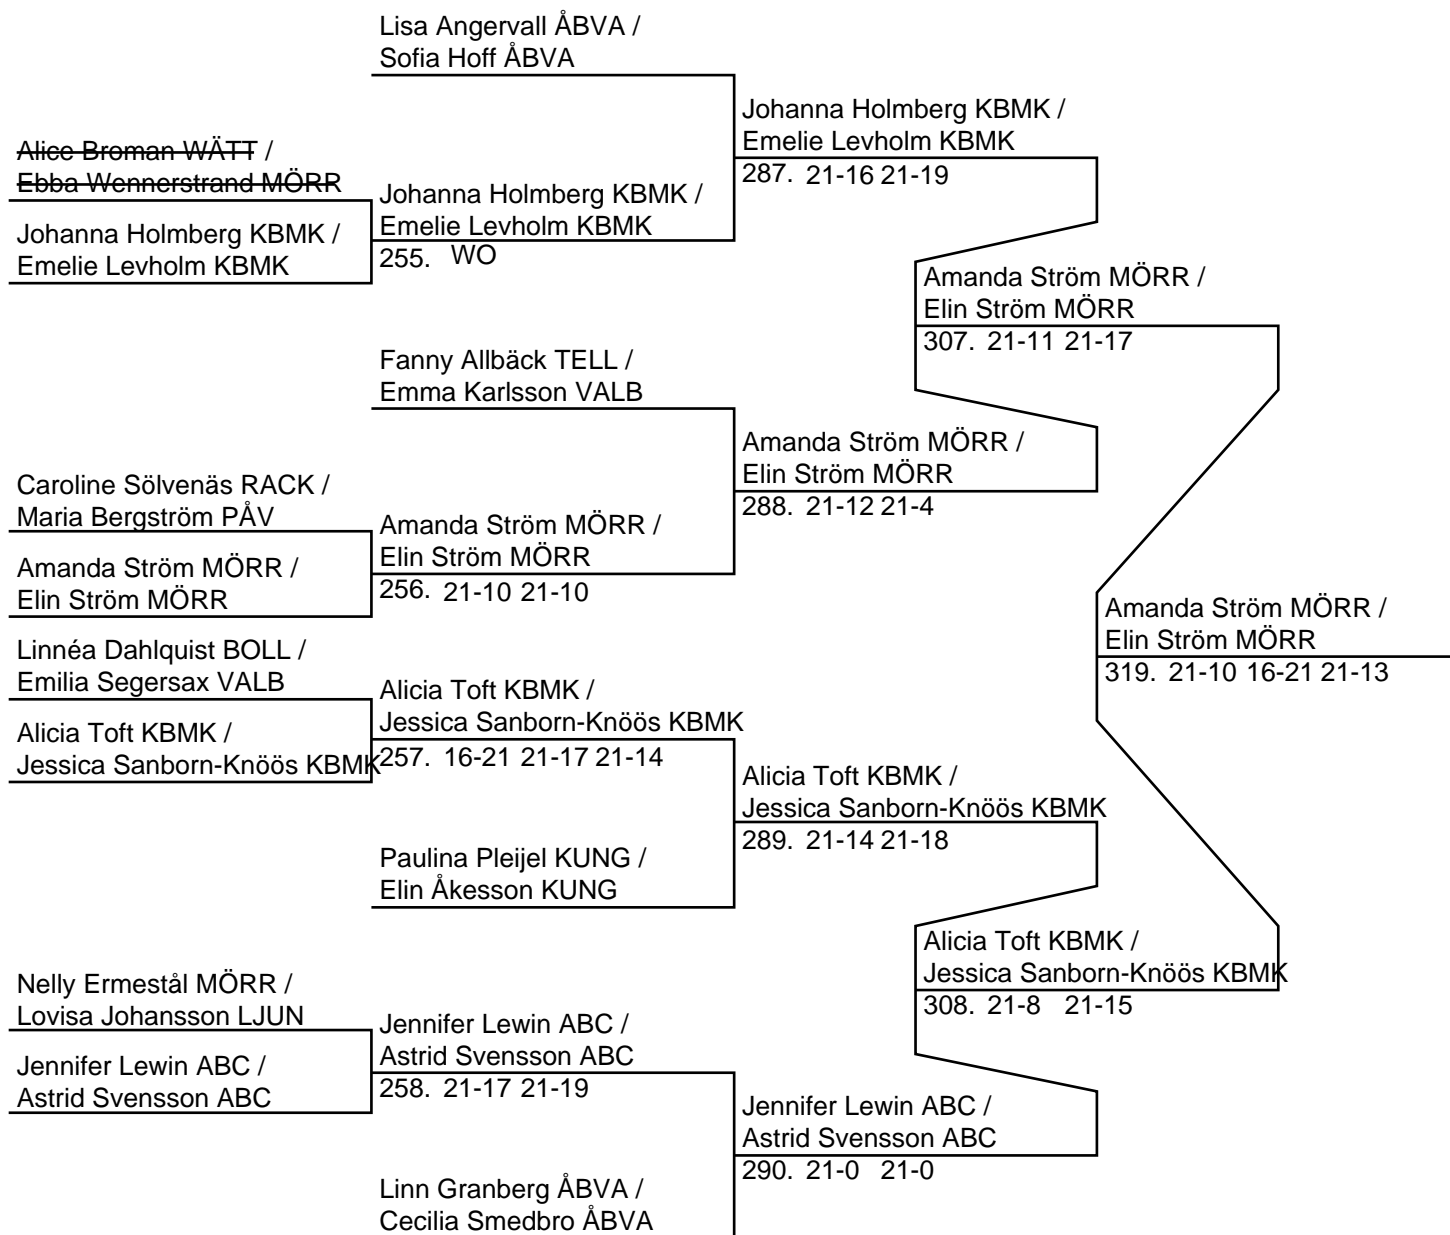 Lisa Angervall ÅBVA /
Sofia Hoff ÅBVA
Johanna Holmberg KBMK /
Emelie Levholm KBMK
287. 21-16 21-19
Alice Broman WÄTT /
Ebba Wennerstrand MÖRR
Johanna Holmberg KBMK /
Emelie Levholm KBMK
255. WO
Johanna Holmberg KBMK /
Emelie Levholm KBMK
Amanda Ström MÖRR /
Elin Ström MÖRR
307. 21-11 21-17
Fanny Allbäck TELL /
Emma Karlsson VALB
Amanda Ström MÖRR /
Elin Ström MÖRR
288. 21-12 21-4
Caroline Sölvenäs RACK /
Maria Bergström PÅV
Amanda Ström MÖRR /
Elin Ström MÖRR
256. 21-10 21-10
Amanda Ström MÖRR /
Elin Ström MÖRR
Amanda Ström MÖRR /
Elin Ström MÖRR
319. 21-10 16-21 21-13
Linnéa Dahlquist BOLL /
Emilia Segersax VALB
Alicia Toft KBMK /
Jessica Sanborn-Knöös KBMK
257. 16-21 21-17 21-14
Alicia Toft KBMK /
Jessica Sanborn-Knöös KBMK
Alicia Toft KBMK /
Jessica Sanborn-Knöös KBMK
289. 21-14 21-18
Paulina Pleijel KUNG /
Elin Åkesson KUNG
Alicia Toft KBMK /
Jessica Sanborn-Knöös KBMK
308. 21-8 21-15
Nelly Ermestål MÖRR /
Lovisa Johansson LJUN
Jennifer Lewin ABC /
Astrid Svensson ABC
258. 21-17 21-19
Jennifer Lewin ABC /
Astrid Svensson ABC
Jennifer Lewin ABC /
Astrid Svensson ABC
290. 21-0 21-0
Linn Granberg ÅBVA /
Cecilia Smedbro ÅBVA